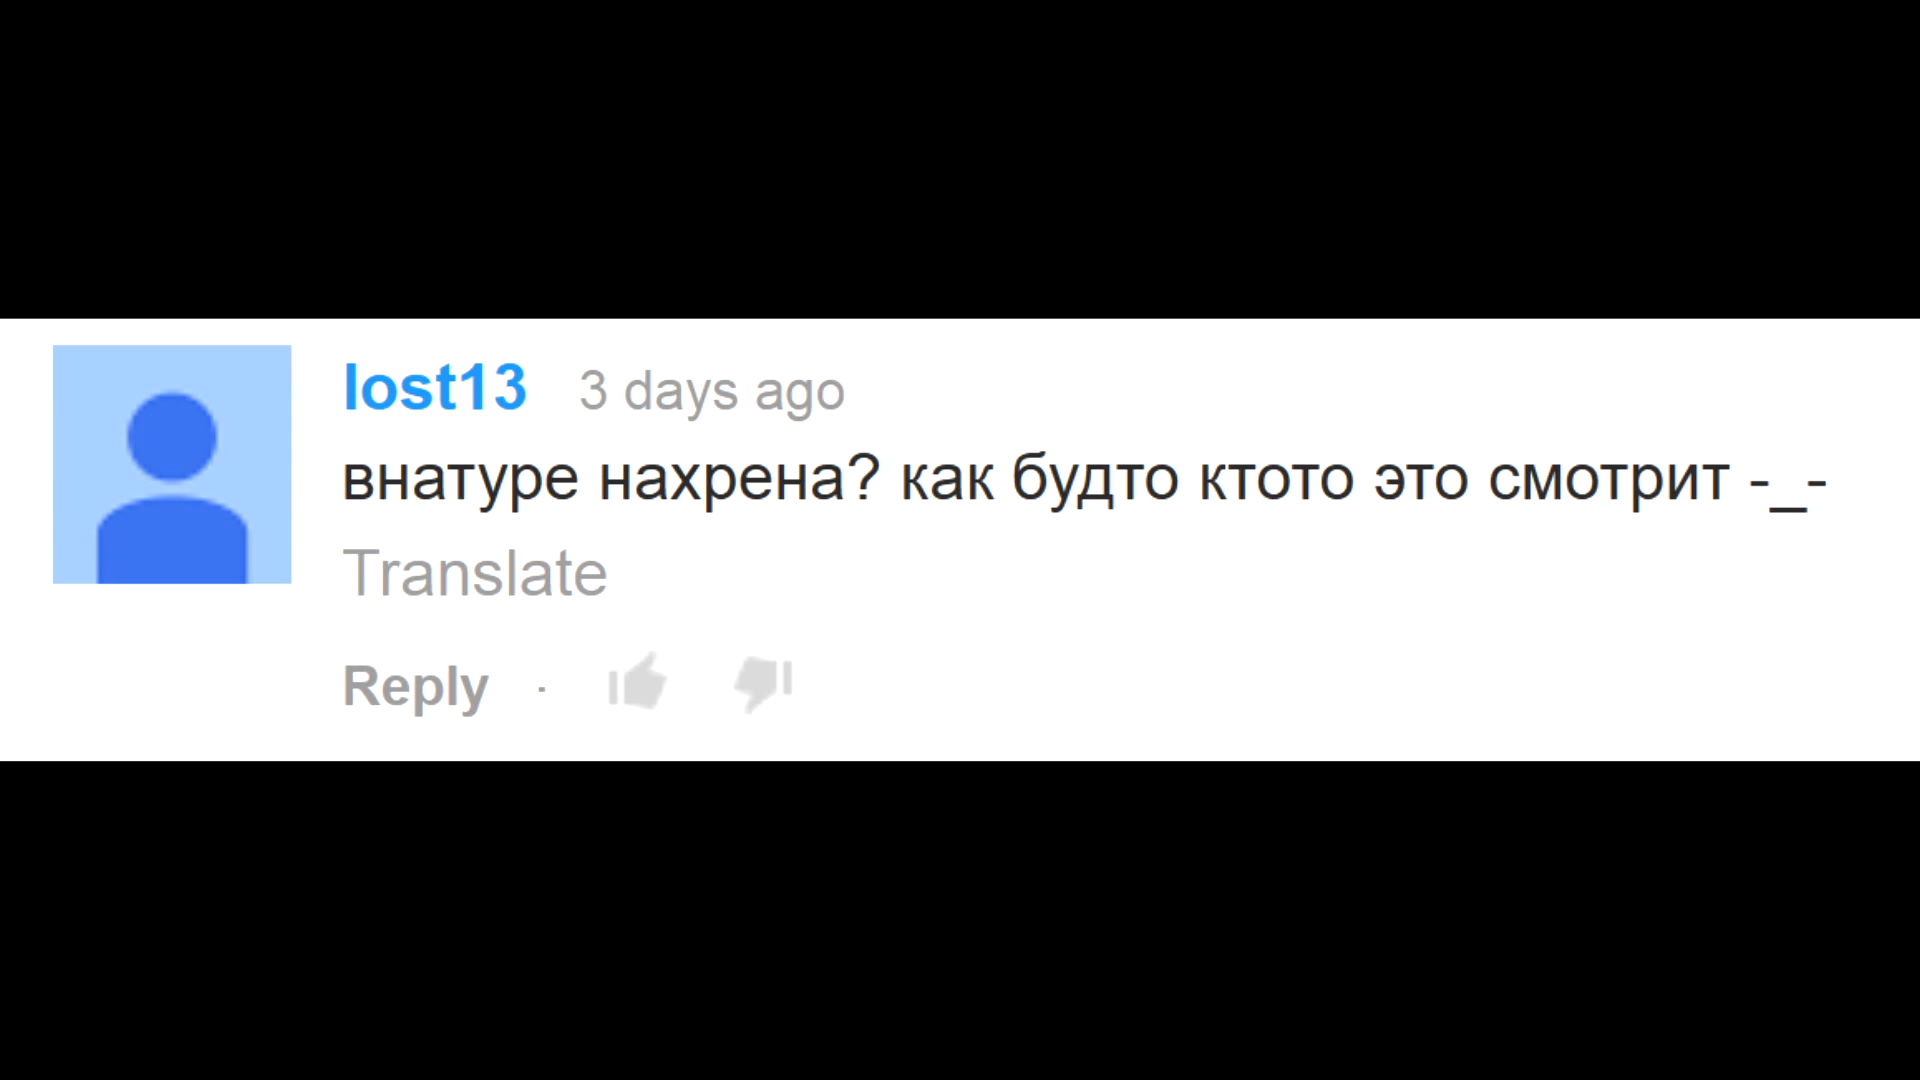 lost13 3 days ago
внатуре нахрена? как будто ктото это смотрит -_-
Translate
Reply ·